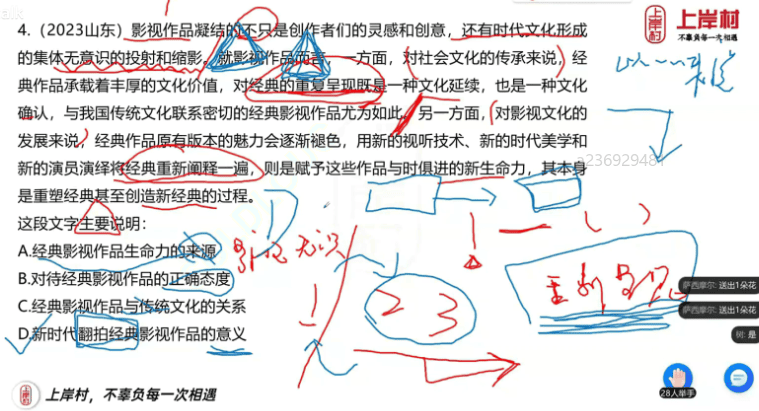 上岸村
不辜负每一次相遇
4.（2023山东）影视作品凝结的不只是创作者们的灵感和创意，还有时代文化形成
的集体无意识的投射和缩影。就影视作品而言，一方面，对社会文化的传承来说，经
典作品承载着丰厚的文化价值，对经典的重复呈现既是一种文化延续，也是一种文化
确认，与我国传统文化联系密切的经典影视作品尤为如此。另一方面，对影视文化的
发展来说，经典作品原有版本的魅力会逐渐褪色，用新的视听技术、新的时代美学和
新的演员演绎将经典重新阐释一遍，则是赋予这些作品与时俱进的新生命力，其本身
是重塑经典甚至创造新经典的过程。
a236929481
这段文字主要说明：
A.经典影视作品生命力的来源
B.对待经典影视作品的正确态度
C.经典影视作品与传统文化的关系
D.新时代翻拍经典影视作品的意义
2 3
萨西摩尔: 送出1朵花
萨西摩尔: 送出1朵花
树: 是
28人举手
上岸村，不辜负每一次相遇